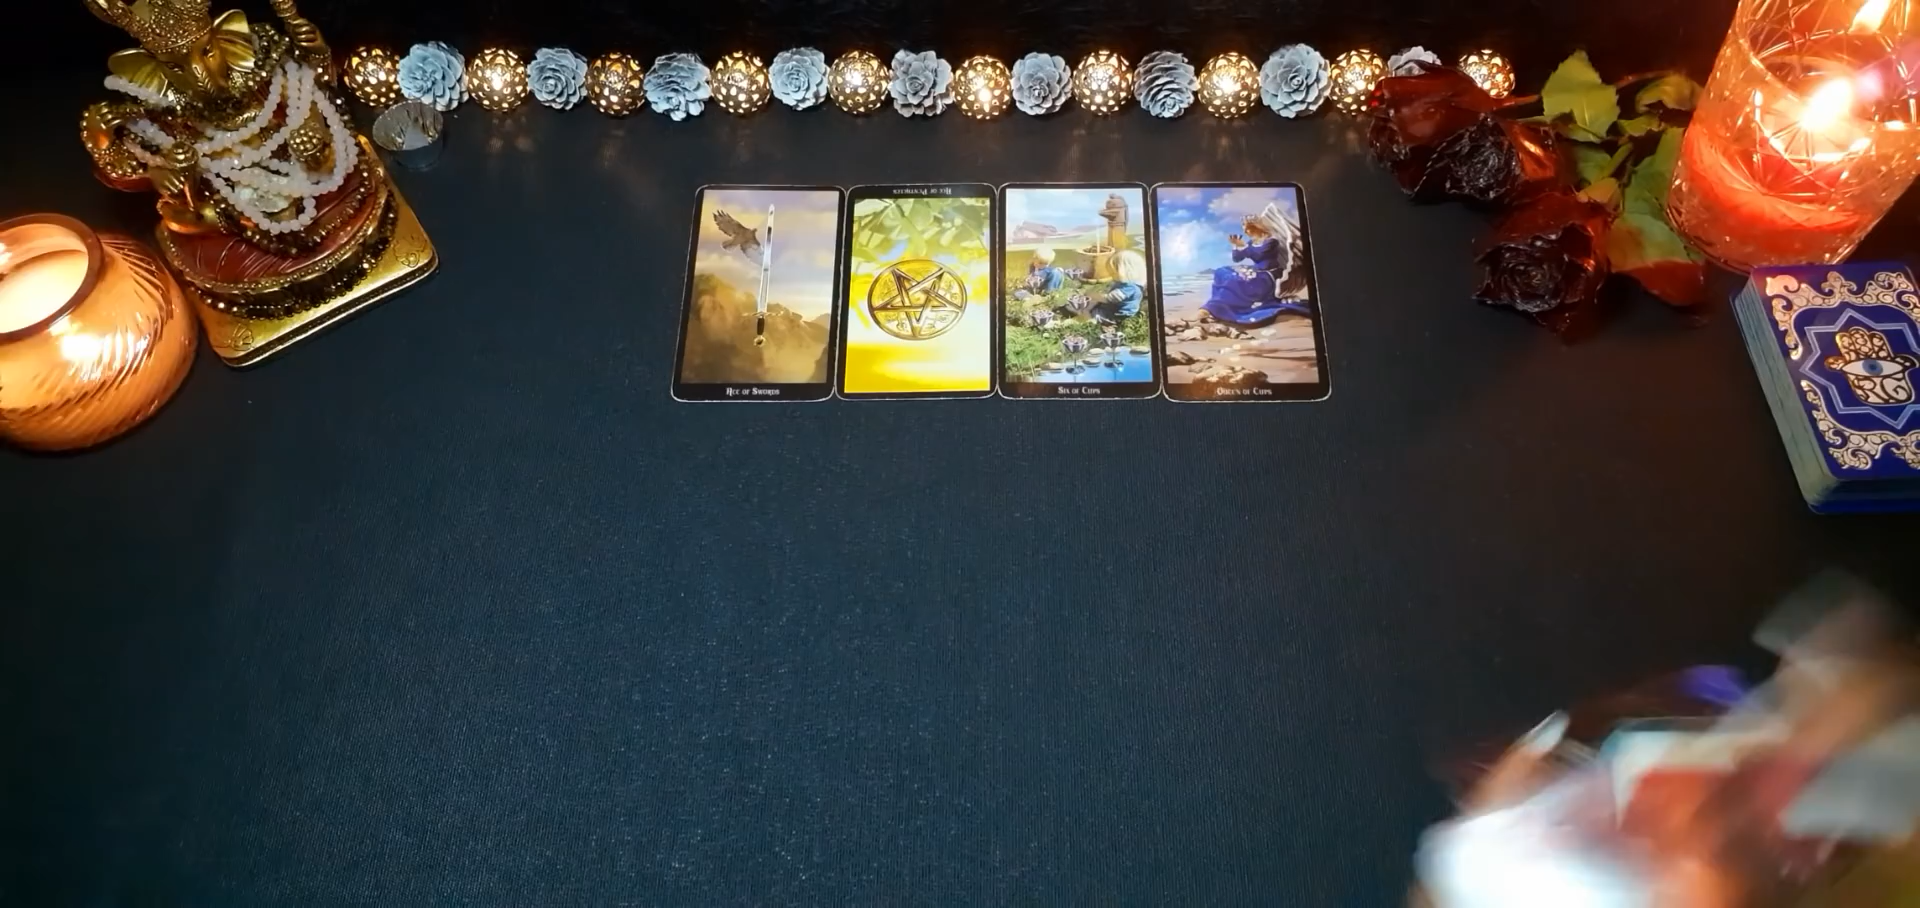 Ace of Swords
Ace of Pentacles
Six of Cups
Queen of Cups